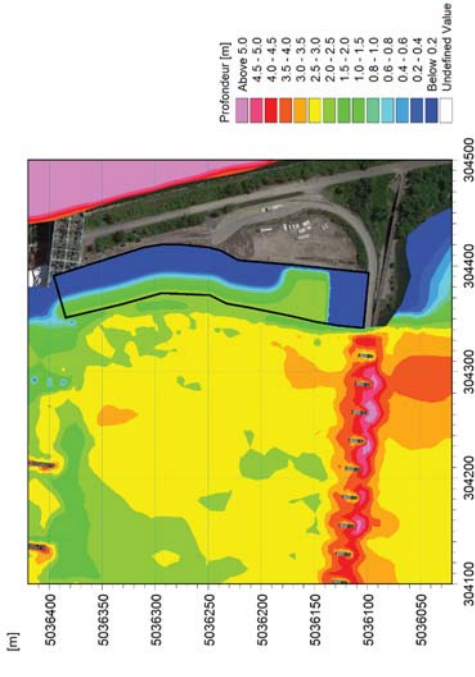 [m]
5036400
5036350
5036300
5036250
5036200
5036150
5036100
5036050
304100
304200
304300
304400
304500
Profondeur [m]
Above 5.0
4.5 - 5.0
4.0 - 4.5
3.5 - 4.0
3.0 - 3.5
2.5 - 3.0
2.0 - 2.5
1.5 - 2.0
1.0 - 1.5
0.8 - 1.0
0.6 - 0.8
0.4 - 0.6
0.2 - 0.4
Below 0.2
Undefined Value